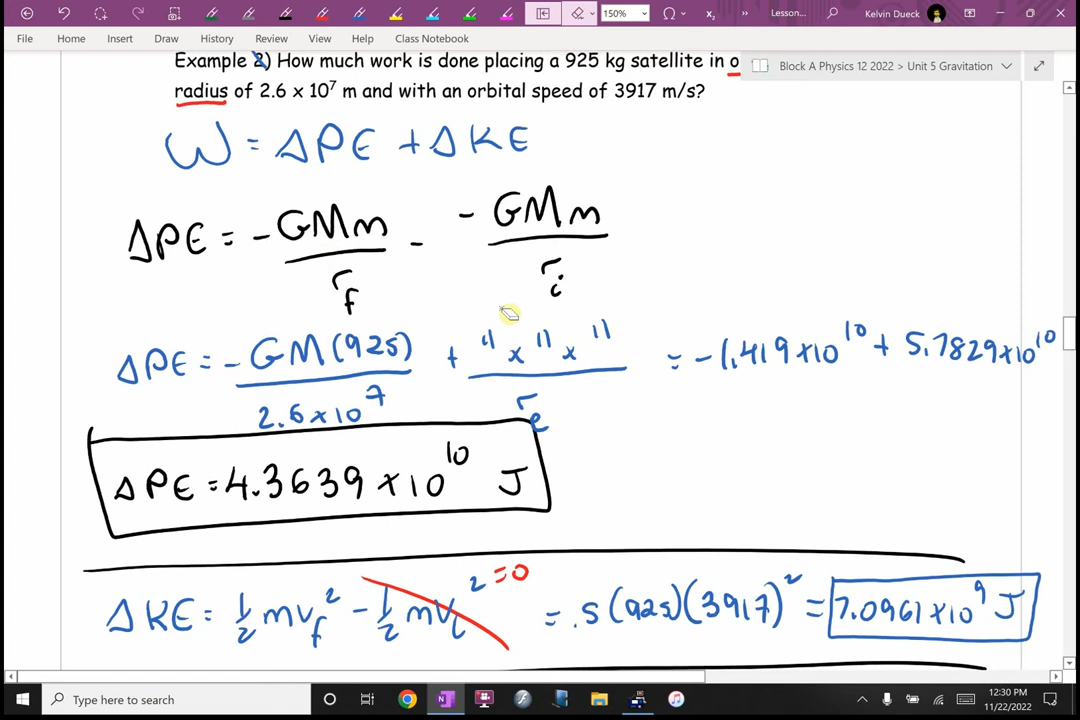 150%
Lesson...
Kelvin Dueck
File Home Insert Draw History Review View Help Class Notebook
Example 2) How much work is done placing a 925 kg satellite in o
Block A Physics 12 2022 > Unit 5 Gravitation
radius of 2.6 x 10⁷ m and with an orbital speed of 3917 m/s?
W = ΔPE + ΔKE
ΔPE = -GMm/r_f - -GMm/r_i
ΔPE = -GM(925)/2.6×10⁷ + " × " × "/r_e = -1.419×10¹⁰ + 5.7829×10¹⁰
ΔPE = 4.3639 ×10¹⁰ J
ΔKE = ½mv_f² - ½mv_i² =0 = .5(925)(3917)² = 7.0961×10⁹ J
Type here to search
12:30 PM
11/22/2022